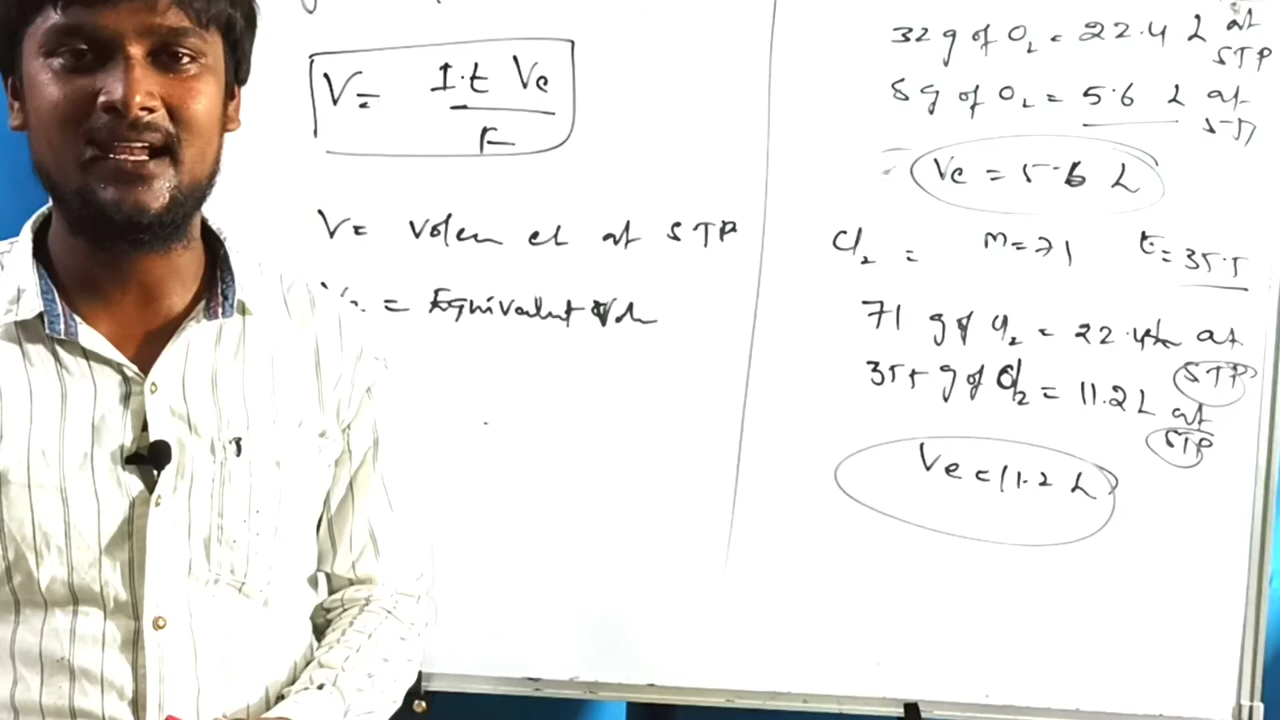 V = I.t Ve
F
V = at STP
= Equivalent
32 g of O2 = 22.4 L at STP
8 g of O2 = 5.6 L at STP
Ve = 5.6 L
Cl2 = m = 71 E = 35.5
71 g of Cl2 = 22.4 L at STP
35.5 g of Cl2 = 11.2 L at STP
Ve = 11.2 L